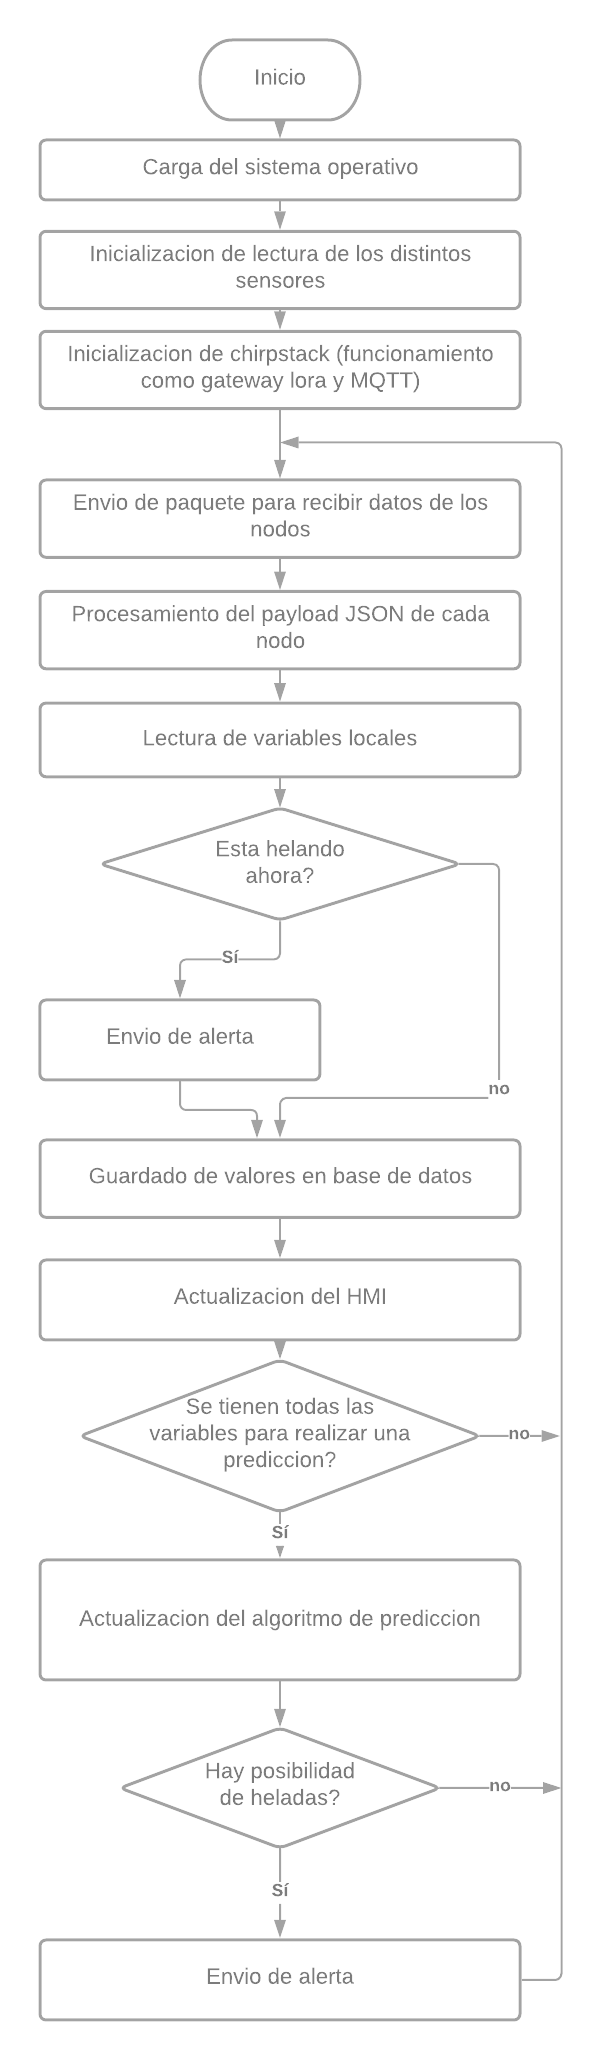 Inicio
Carga del sistema operativo
Inicializacion de lectura de los distintos
sensores
Inicializacion de chirpstack (funcionamiento
como gateway lora y MQTT)
Envio de paquete para recibir datos de los
nodos
Procesamiento del payload JSON de cada
nodo
Lectura de variables locales
Esta helando
ahora?
Sí
Envio de alerta
no
Guardado de valores en base de datos
Actualizacion del HMI
Se tienen todas las
variables para realizar una
prediccion?
no
Sí
Actualizacion del algoritmo de prediccion
Hay posibilidad
de heladas?
no
Sí
Envio de alerta